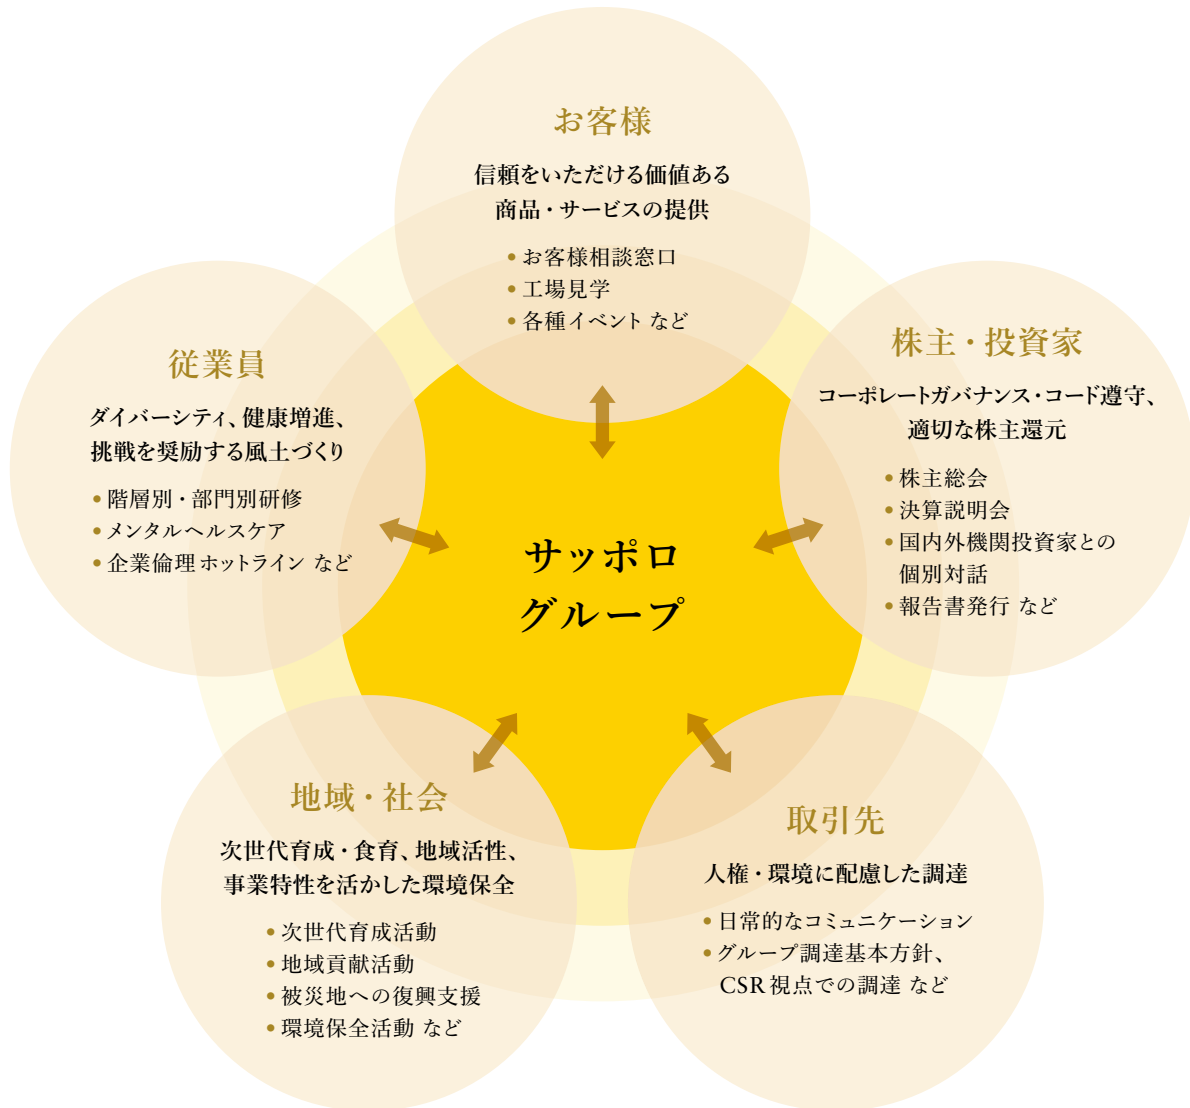 お客様
信頼をいただける価値ある
商品・サービスの提供
• お客様相談窓口
• 工場見学
• 各種イベント など
株主・投資家
コーポレートガバナンス・コード遵守、
適切な株主還元
• 株主総会
• 決算説明会
• 国内外機関投資家との
個別対話
• 報告書発行 など
従業員
ダイバーシティ、健康増進、
挑戦を奨励する風土づくり
• 階層別・部門別研修
• メンタルヘルスケア
• 企業倫理ホットライン など
サッポロ
グループ
地域・社会
次世代育成・食育、地域活性、
事業特性を活かした環境保全
• 次世代育成活動
• 地域貢献活動
• 被災地への復興支援
• 環境保全活動 など
取引先
人権・環境に配慮した調達
• 日常的なコミュニケーション
• グループ調達基本方針、
CSR視点での調達 など